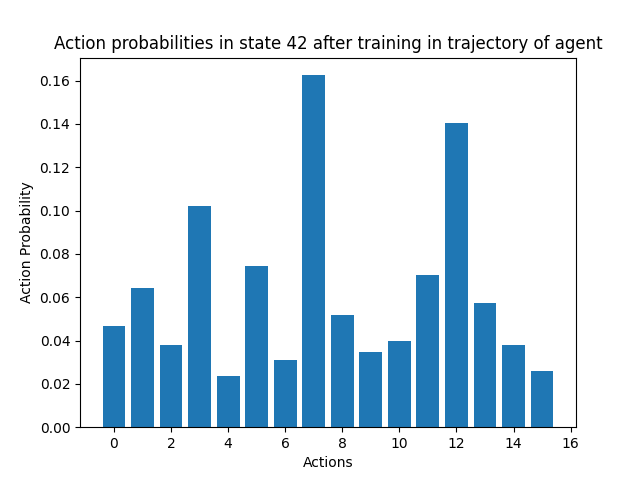 Action probabilities in state 42 after training in trajectory of agent
0.16
0.14
0.12
0.10
0.08
0.06
0.04
0.02
0.00
Action Probability
0 2 4 6 8 10 12 14 16
Actions